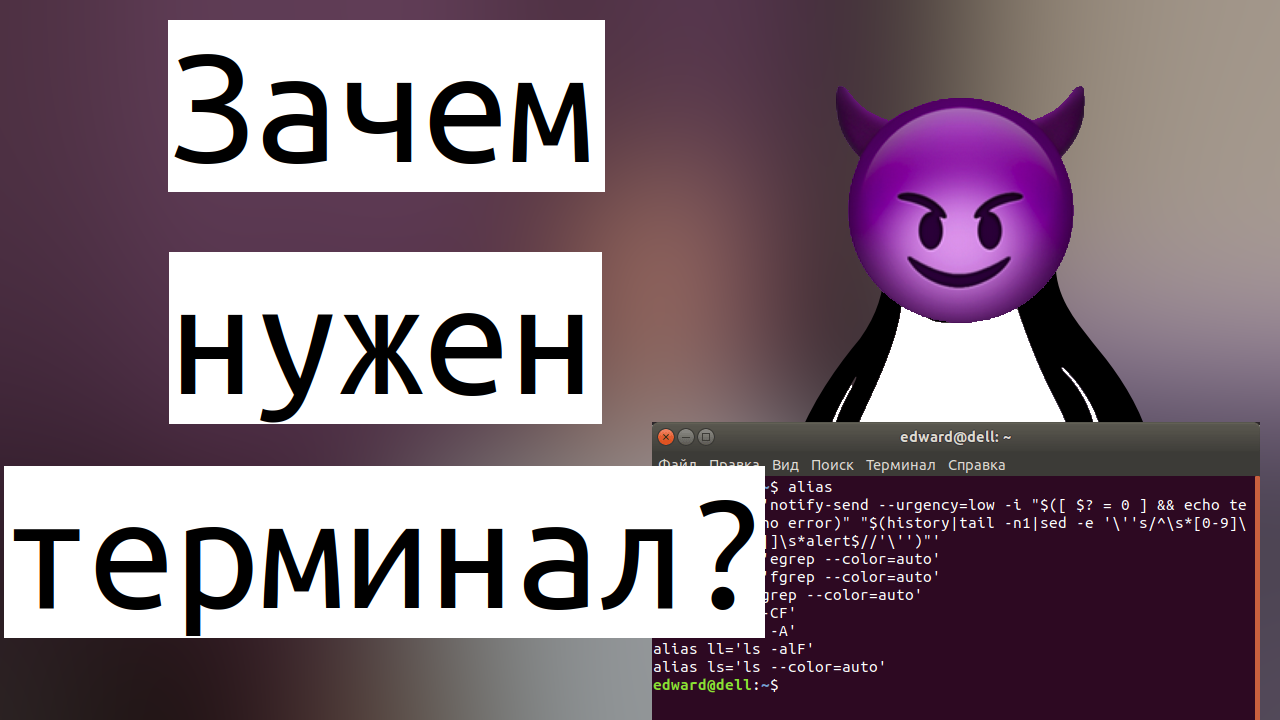 Зачем
нужен
терминал?
edward@dell: ~
Файл Правка Вид Поиск Терминал Справка
~$ alias
'notify-send --urgency=low -i "$([ $? = 0 ] && echo te
no error)" "$(history|tail -n1|sed -e '\''s/^\s*[0-9]\
|]\s*alert$//'\'')"'
'egrep --color=auto'
'fgrep --color=auto'
grep --color=auto'
-CF'
-A'
alias ll='ls -alF'
alias ls='ls --color=auto'
edward@dell:~$